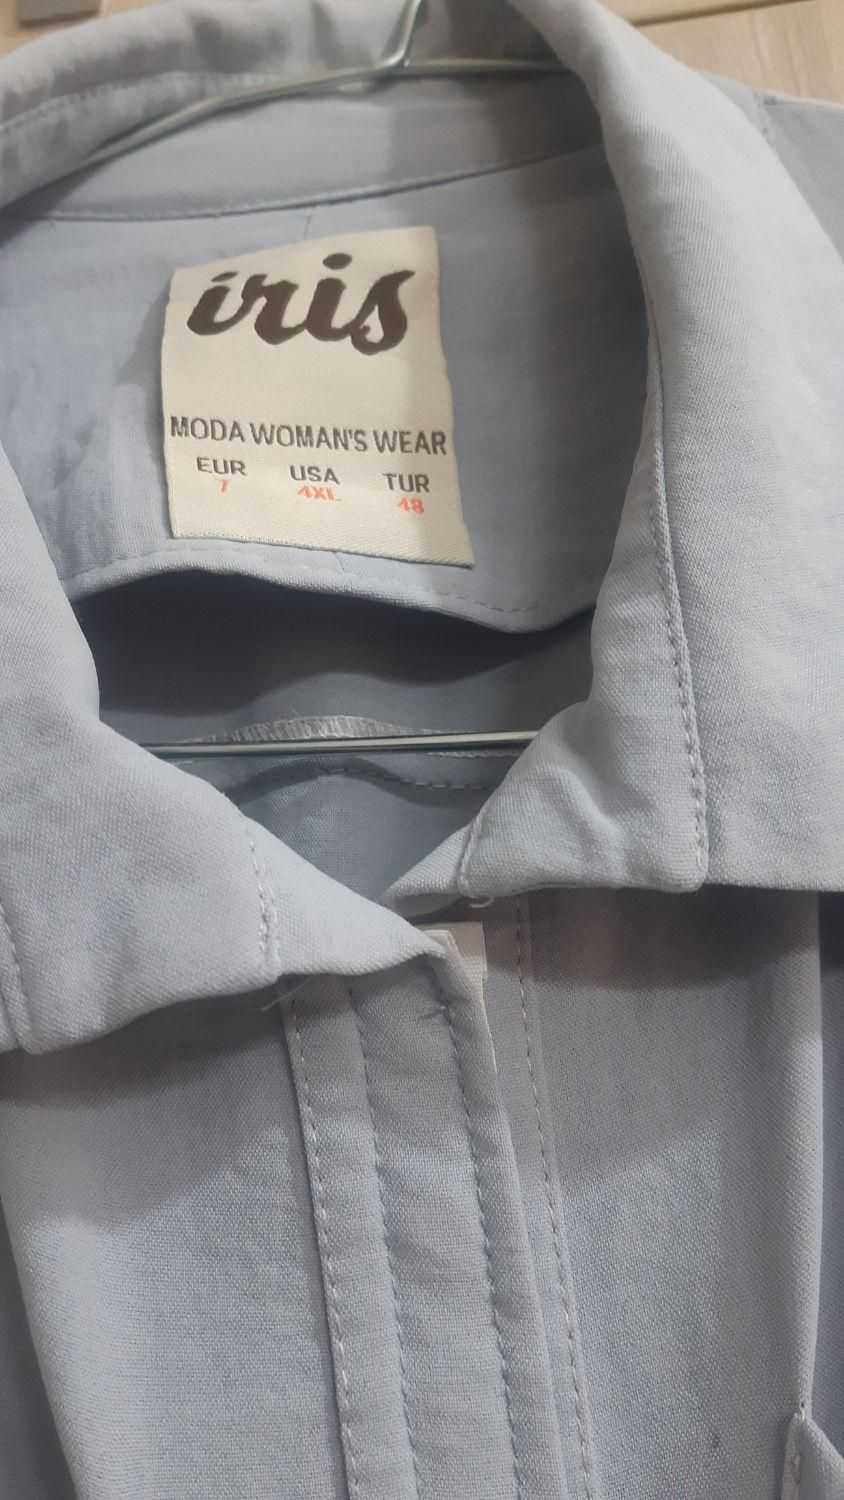 iris
MODA WOMAN'S WEAR
EUR USA TUR
7 4XL 48